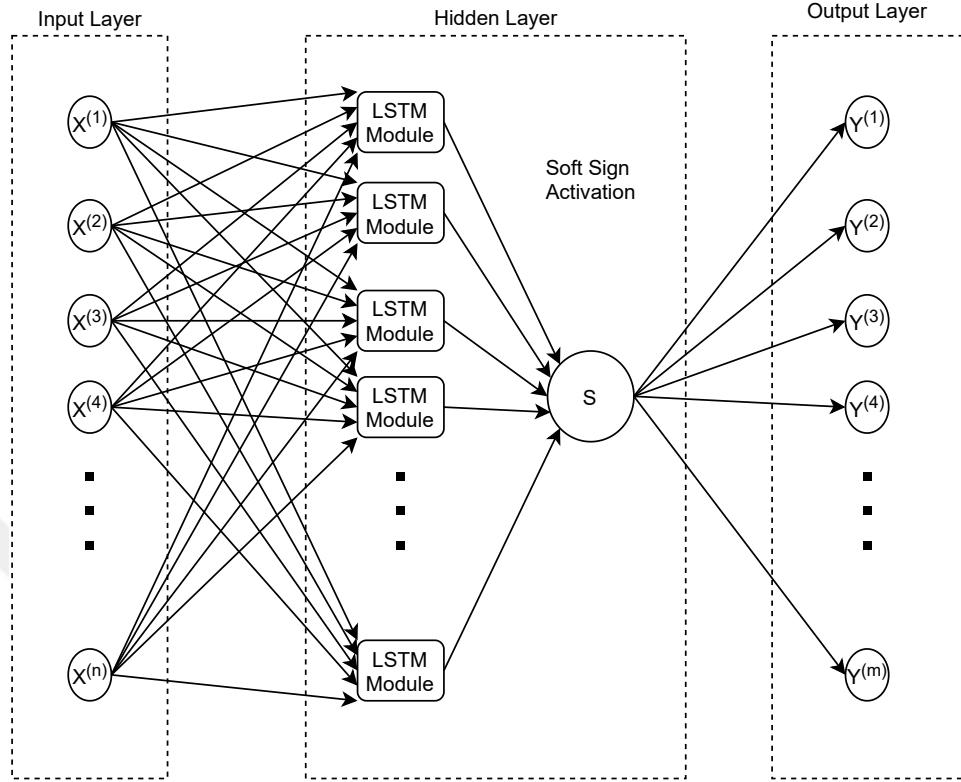 Input Layer
Hidden Layer
Output Layer
X(1)
X(2)
X(3)
X(4)
X(n)
LSTM
Module
LSTM
Module
LSTM
Module
LSTM
Module
LSTM
Module
Soft Sign
Activation
S
Y(1)
Y(2)
Y(3)
Y(4)
Y(m)